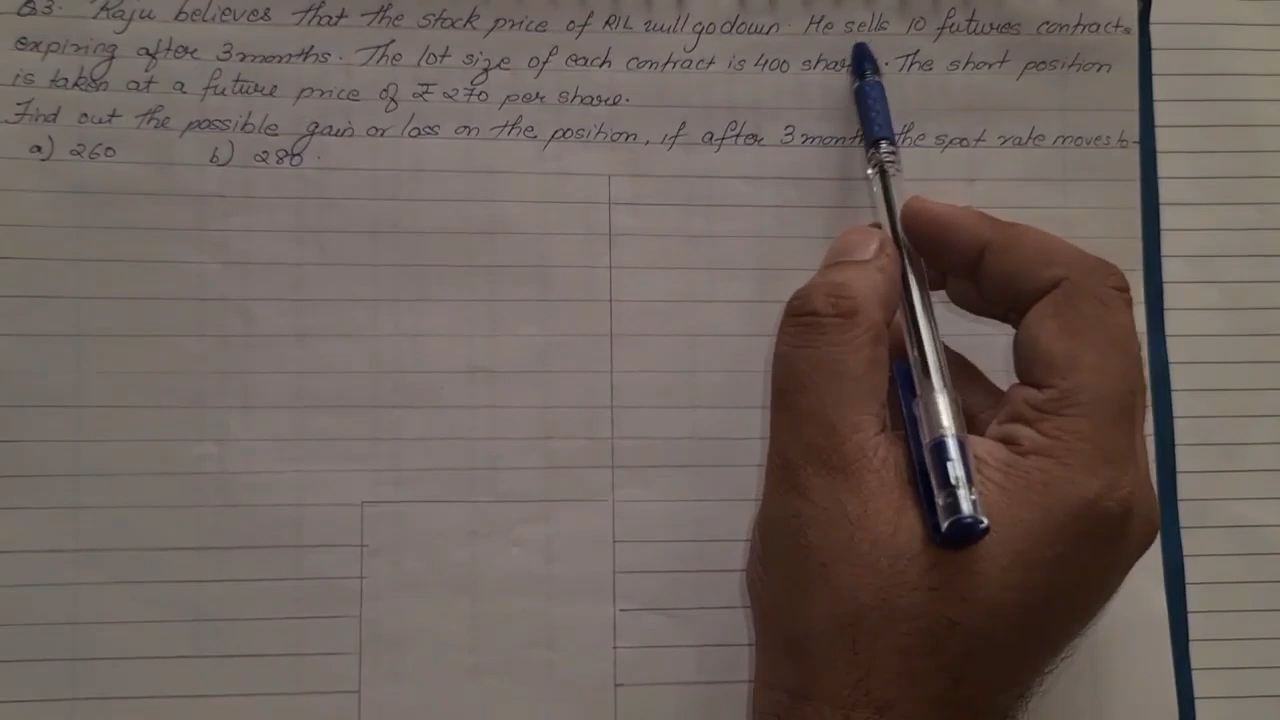 Q3. Raju believes that the stock price of RIL will go down. He sells 10 futures contracts
expiring after 3 months. The lot size of each contract is 400 . The short position
is taken at a future price of ₹ 270 per share.
Find out the possible gain or loss on the position, if after 3 the spot rate moves to-
a) 260 b) 280.